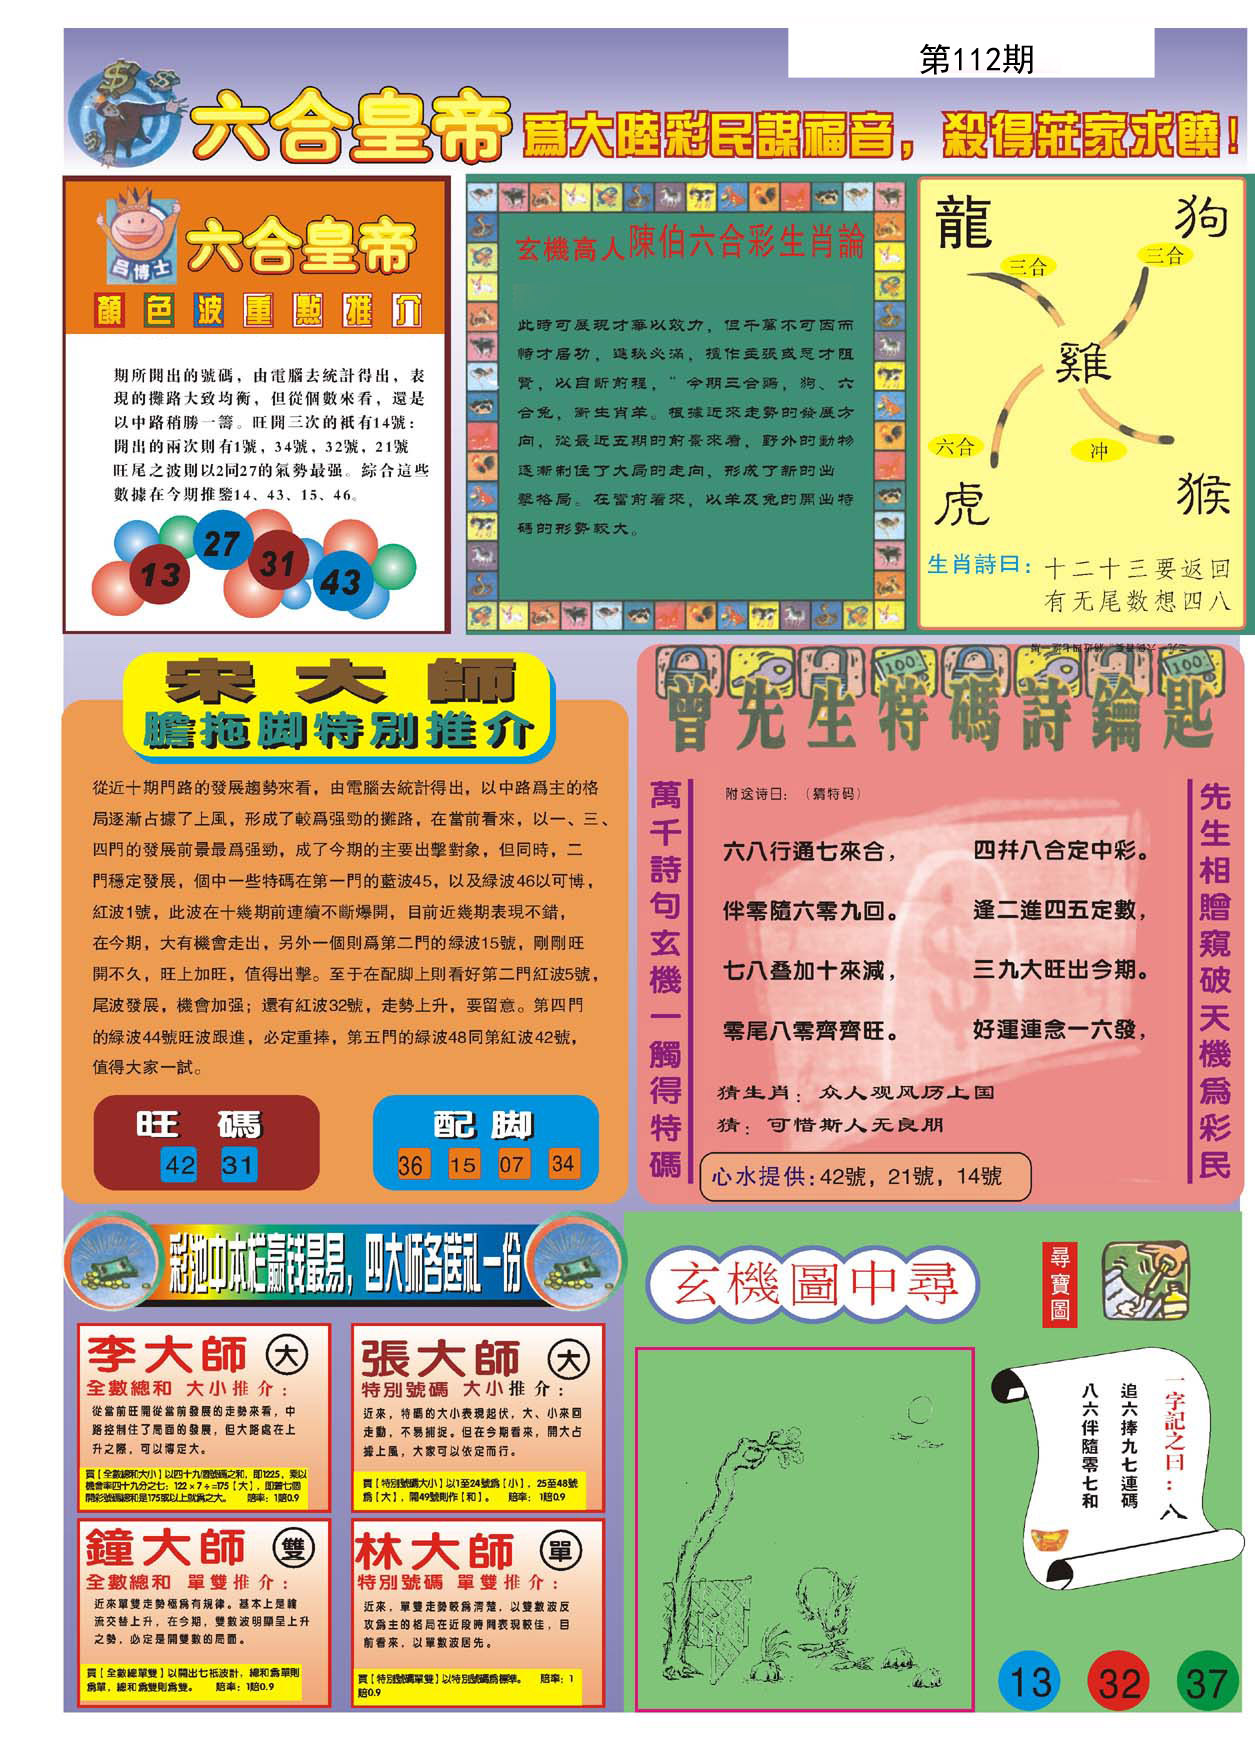 第112期
六合皇帝
爲大陸彩民謀福音，殺得莊家求饒！
呂博士
六合皇帝
顏色波重點推介
期所開出的號碼，由電腦去統計得出，表
現的攤路大致均衡，但從個數來看，還是
以中路稍勝一籌。旺開三次的祇有14號：
開出的兩次則有1號，34號，32號，21號
旺尾之波則以2同27的氣勢最强。綜合這些
數據在今期推鑒14、43、15、46。
13 27 31 43
玄機高人陳伯六合彩生肖論
此時可展現才華以效力，但千萬不可因而
恃才居功，進秋必滿，擅作主張或忌才阻
賢，以自斷前程，“今期三合鷄，狗、六
合兔，衝生肖羊。根據近來走勢的發展方
向，從最近五期的前景來看，野外的動物
逐漸制住了大局的走向，形成了新的出
擊格局。在當前看來，以羊及兔的開出特
碼的形勢較大。
龍 狗
三合 三合
雞
六合 冲
虎 猴
生肖詩曰：十二十三要返回
有无尾数想四八
宋大師
膽拖脚特別推介
從近十期門路的發展趨勢來看，由電腦去統計得出，以中路爲主的格
局逐漸占據了上風，形成了較爲强勁的攤路，在當前看來，以一、三、
四門的發展前景最爲强勁，成了今期的主要出擊對象，但同時，二
門穩定發展，個中一些特碼在第一門的藍波45，以及緑波46以可博，
紅波1號，此波在十幾期前連續不斷爆開，目前近幾期表現不錯，
在今期，大有機會走出，另外一個則爲第二門的緑波15號，剛剛旺
開不久，旺上加旺，值得出擊。至于在配脚上則看好第二門紅波5號，
尾波發展，機會加强；還有紅波32號，走勢上升，要留意。第四門
的緑波44號旺波跟進，必定重捧，第五門的緑波48同第紅波42號，
值得大家一試。
旺碼
42 31
配脚
36 15 07 34
曾先生特碼詩鑰匙
萬千詩句玄機一觸得特碼
附送诗曰：（猜特码）
六八行通七來合， 四幷八合定中彩。
伴零隨六零九回。 逢二進四五定數，
七八叠加十來減， 三九大旺出今期。
零尾八零齊齊旺。 好運連念一六發，
猜生肖：众人观风历上国
猜：可惜斯人无良朋
心水提供：42號，21號，14號
先生相贈窺破天機爲彩民
彩池中本栏赢钱最易，四大师各送礼一份
李大師 大
全數總和 大小推介：
從當前旺開從當前發展的走勢來看，中
路控制住了局面的發展，但大路處在上
升之際，可以博定大。
買【全數總和大小】以四十九個號碼之和，即1225，乘以
機會率四十九分之七：122×7÷=175【大】，即暫七個
開彩號碼總和是175或以上就爲之大。 賠率：1賠0.9
張大師 大
特別號碼 大小推介：
近來，特碼的大小表現起伏，大、小來回
走動，不易捕捉。但在今期看來，開大占
據上風，大家可以依定而行。
買【特別號碼大小】以1至24號爲【小】，25至48號
爲【大】，開49號則作【和】。 賠率：1賠0.9
鐘大師 雙
全數總和 單雙推介：
近來單雙走勢極爲有規律。基本上是輪
流交替上升，在今期，雙數波明顯呈上升
之勢，必定是開雙數的局面。
買【全數總單雙】以開出七祇波計，總和爲單則
爲單，總和爲雙則爲雙。 賠率：1賠0.9
林大師 單
特別號碼 單雙推介：
近來，單雙走勢較爲清楚，以雙數波反
攻爲主的格局在近段時間表現較佳，目
前看來，以單數波居先。
買【特別號碼單雙】以特別號碼爲標準。 賠率：1
賠0.9
玄機圖中尋
尋寶圖
一字記之曰：八
追六捧九七連碼
八六伴隨零七和
13 32 37